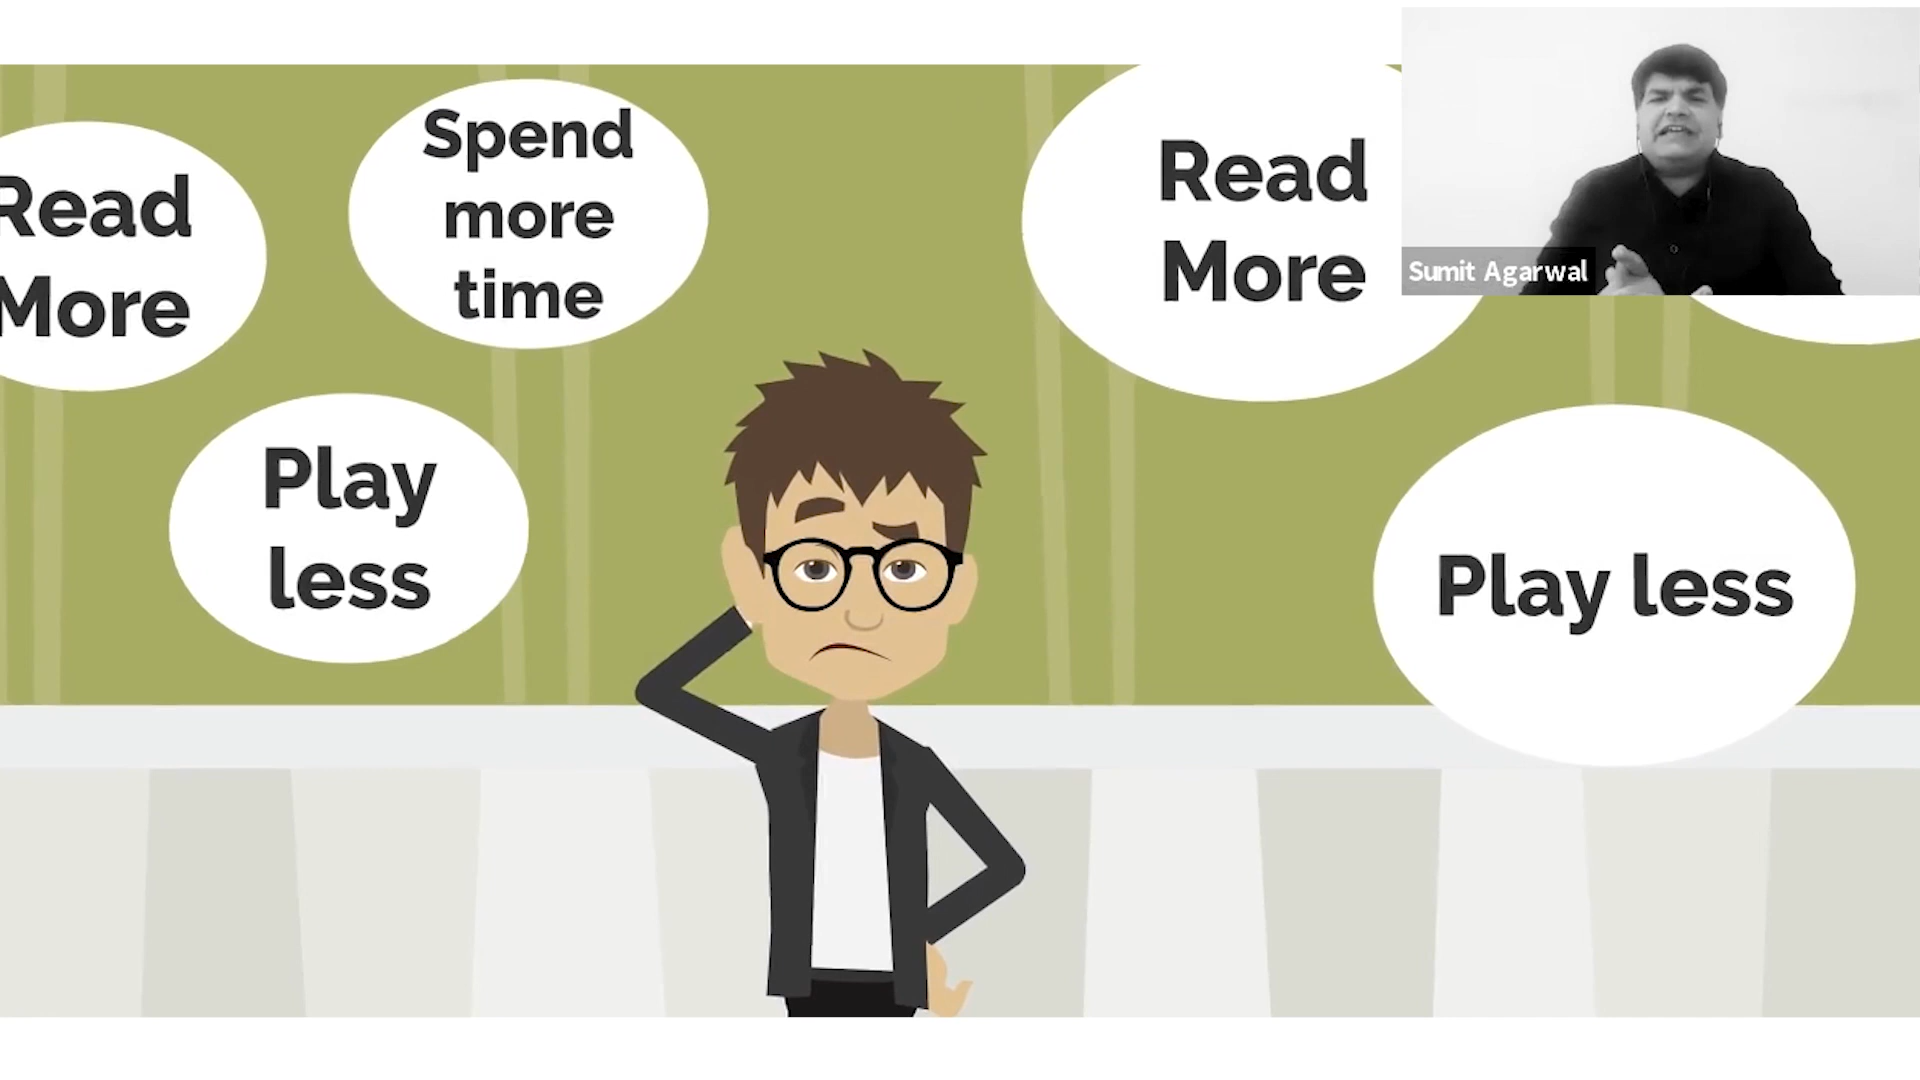 Read
More
Spend
more
time
Play
less
Read
More
Play less
Sumit Agarwal